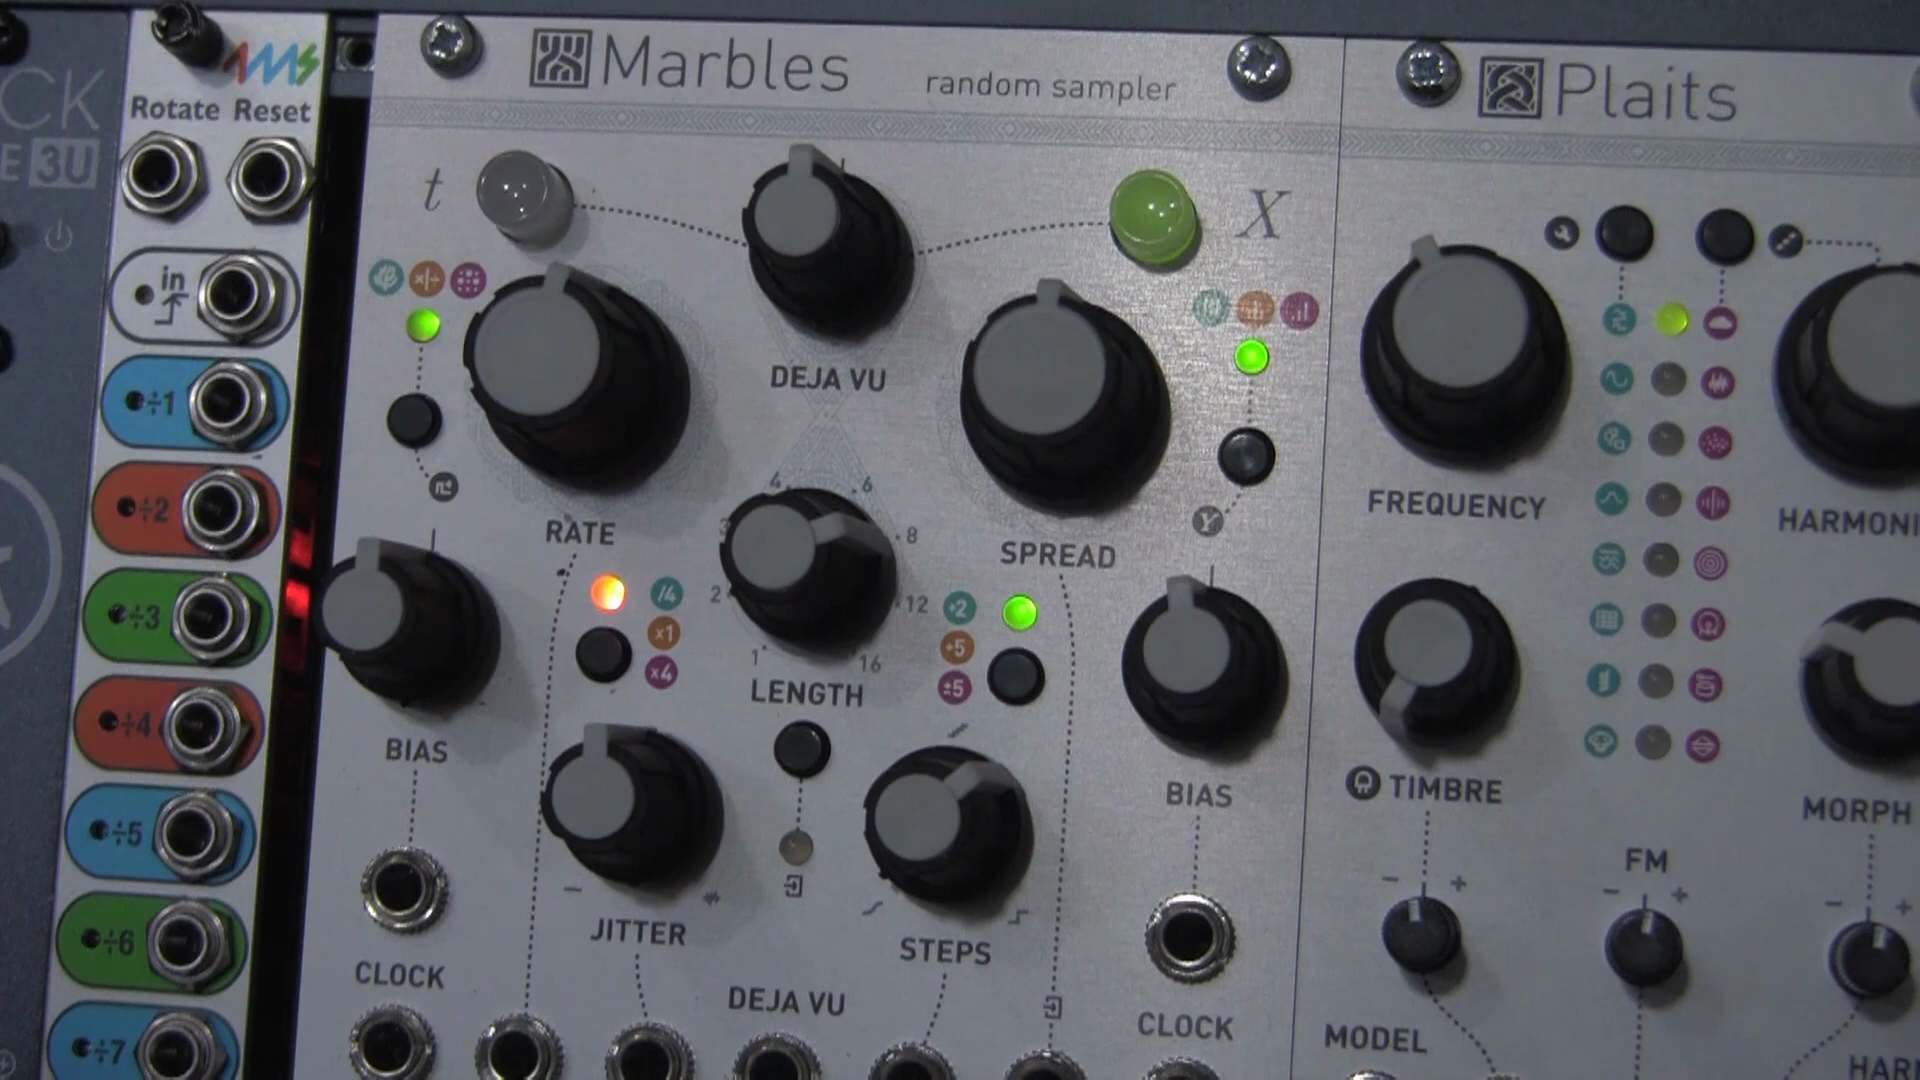 CK
E 3U
AMS
Rotate Reset
in
÷1
÷2
÷3
÷4
÷5
÷6
÷7
Marbles
random sampler
t
X
DEJA VU
RATE
SPREAD
Y
4
6
3
8
2
12
1
16
/4
x1
x4
+2
+5
±5
LENGTH
BIAS
BIAS
JITTER
STEPS
CLOCK
DEJA VU
CLOCK
Plaits
FREQUENCY
HARMONI
TIMBRE
MORPH
FM
- +
- +
- +
MODEL
HAR